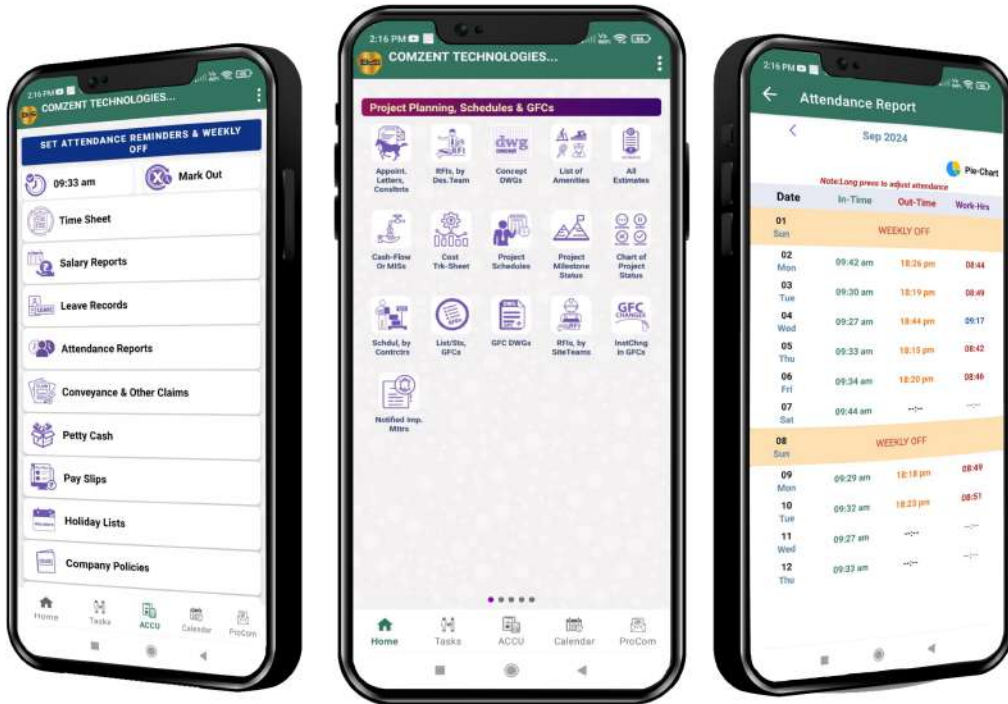 2:16 PM
COMZENT TECHNOLOGIES...
SET ATTENDANCE REMINDERS & WEEKLY
OFF
09:33 am
Mark Out
Time Sheet
Salary Reports
LEAVE
Leave Records
Attendance Reports
Conveyance & Other Claims
Petty Cash
Pay Slips
Holiday Lists
Company Policies
Home
Tasks
ACCU
Calendar
ProCom
2:16 PM
COMZENT TECHNOLOGIES...
Project Planning, Schedules & GFCs
RFI
dwg
Appoint. Letters, Consltnts
RFIs, by Des.Team
Concept DWGs
List of Amenities
All Estimates
Cash-Flow Or MISs
Cost Trk-Sheet
Project Schedules
Project Milestone Status
Chart of Project Status
GFC CHANGES
Schdul, by Contrctrs
List/Sts, GFCs
GFC DWGs
RFIs, by SiteTeams
InstChng in GFCs
Notified Imp. Mttrs
Home
Tasks
ACCU
Calendar
ProCom
2:16 PM
Attendance Report
Sep 2024
Pie-Chart
Note:Long press to adjust attendance
Date In-Time Out-Time Work-Hrs
01
Sun WEEKLY OFF
02
Mon 09:42 am 18:26 pm 08:44
03
Tue 09:30 am 18:19 pm 08:49
04
Wed 09:27 am 18:44 pm 09:17
05
Thu 09:33 am 18:15 pm 08:42
06
Fri 09:34 am 18:20 pm 08:46
07
Sat 09:44 am --:-- --:--
08
Sun WEEKLY OFF
09
Mon 09:29 am 18:18 pm 08:49
10
Tue 09:32 am 18:23 pm 08:51
11
Wed 09:27 am --:-- --:--
12
Thu 09:33 am --:-- --:--